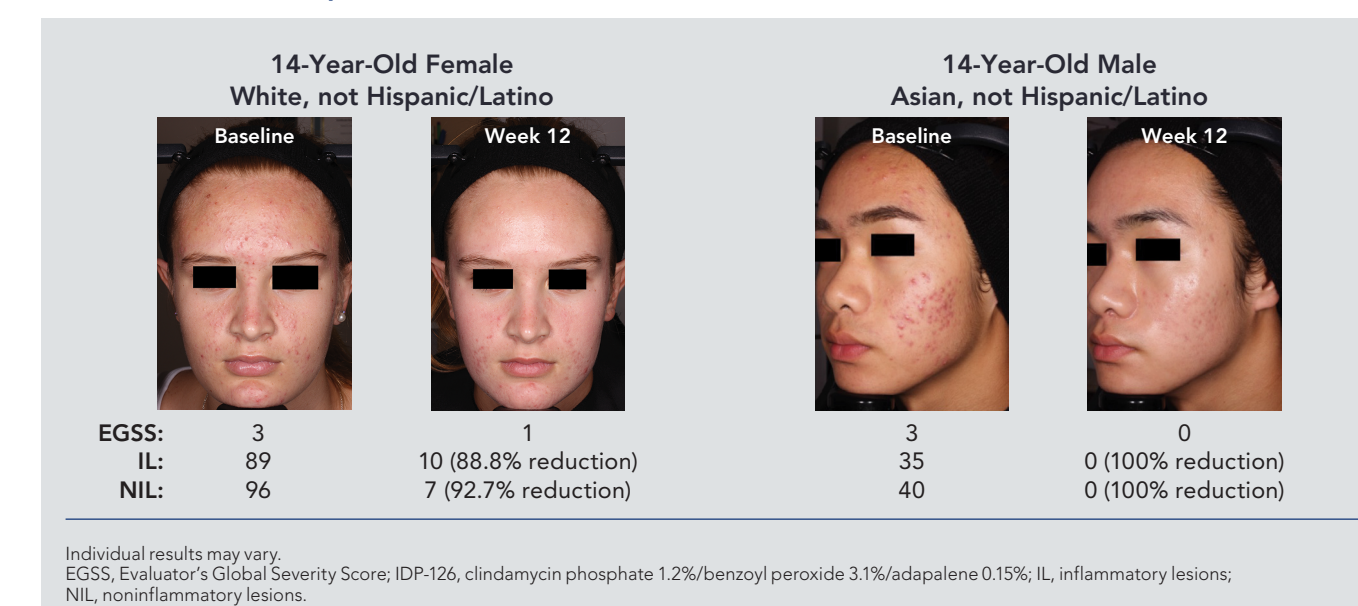 14-Year-Old Female
White, not Hispanic/Latino
Baseline
Week 12
EGSS: 3 1
IL: 89 10 (88.8% reduction)
NIL: 96 7 (92.7% reduction)
14-Year-Old Male
Asian, not Hispanic/Latino
Baseline
Week 12
3 0
35 0 (100% reduction)
40 0 (100% reduction)
Individual results may vary.
EGSS, Evaluator's Global Severity Score; IDP-126, clindamycin phosphate 1.2%/benzoyl peroxide 3.1%/adapalene 0.15%; IL, inflammatory lesions;
NIL, noninflammatory lesions.